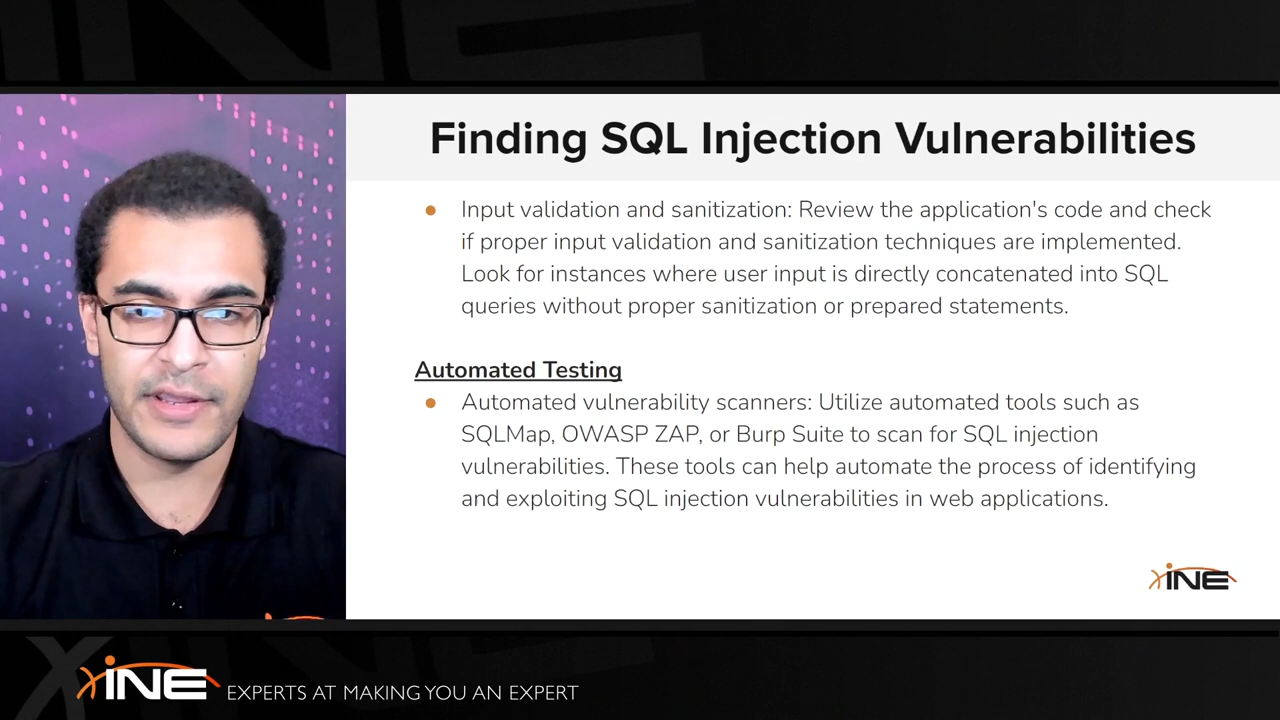 Finding SQL Injection Vulnerabilities
● Input validation and sanitization: Review the application's code and check
if proper input validation and sanitization techniques are implemented.
Look for instances where user input is directly concatenated into SQL
queries without proper sanitization or prepared statements.
Automated Testing
● Automated vulnerability scanners: Utilize automated tools such as
SQLMap, OWASP ZAP, or Burp Suite to scan for SQL injection
vulnerabilities. These tools can help automate the process of identifying
and exploiting SQL injection vulnerabilities in web applications.
iNE
iNE EXPERTS AT MAKING YOU AN EXPERT